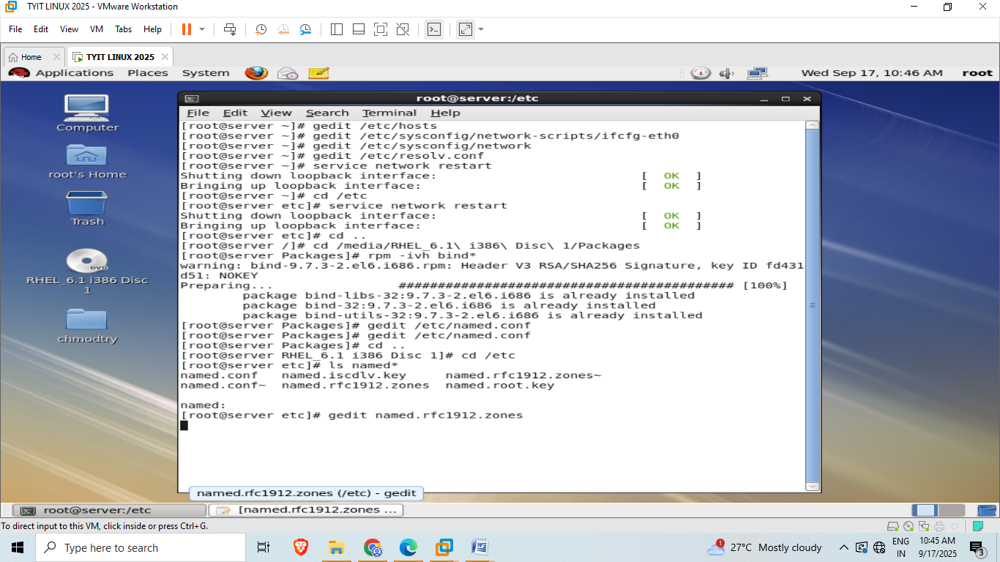 TYIT LINUX 2025 - VMware Workstation
File Edit View VM Tabs Help
Home TYIT LINUX 2025
Applications Places System Wed Sep 17, 10:46 AM root
Computer
root's Home
Trash
DVD
RHEL_6.1 i386 Disc
1
chmodtry
root@server:/etc
File Edit View Search Terminal Help
[root@server ~]# gedit /etc/hosts
[root@server ~]# gedit /etc/sysconfig/network-scripts/ifcfg-eth0
[root@server ~]# gedit /etc/sysconfig/network
[root@server ~]# gedit /etc/resolv.conf
[root@server ~]# service network restart
Shutting down loopback interface: [ OK ]
Bringing up loopback interface: [ OK ]
[root@server ~]# cd /etc
[root@server etc]# service network restart
Shutting down loopback interface: [ OK ]
Bringing up loopback interface: [ OK ]
[root@server etc]# cd ..
[root@server /]# cd /media/RHEL_6.1\ i386\ Disc\ 1/Packages
[root@server Packages]# rpm -ivh bind*
warning: bind-9.7.3-2.el6.i686.rpm: Header V3 RSA/SHA256 Signature, key ID fd431
d51: NOKEY
Preparing... ########################################### [100%]
package bind-libs-32:9.7.3-2.el6.i686 is already installed
package bind-32:9.7.3-2.el6.i686 is already installed
package bind-utils-32:9.7.3-2.el6.i686 is already installed
[root@server Packages]# gedit /etc/named.conf
[root@server Packages]# gedit /etc/named.conf
[root@server Packages]# cd ..
[root@server RHEL_6.1 i386 Disc 1]# cd /etc
[root@server etc]# ls named*
named.conf named.iscdlv.key named.rfc1912.zones~
named.conf~ named.rfc1912.zones named.root.key
named:
[root@server etc]# gedit named.rfc1912.zones
named.rfc1912.zones (/etc) - gedit
root@server:/etc [named.rfc1912.zones ...
To direct input to this VM, click inside or press Ctrl+G.
Type here to search
1
27°C Mostly cloudy
ENG
IN
10:45 AM
9/17/2025
3